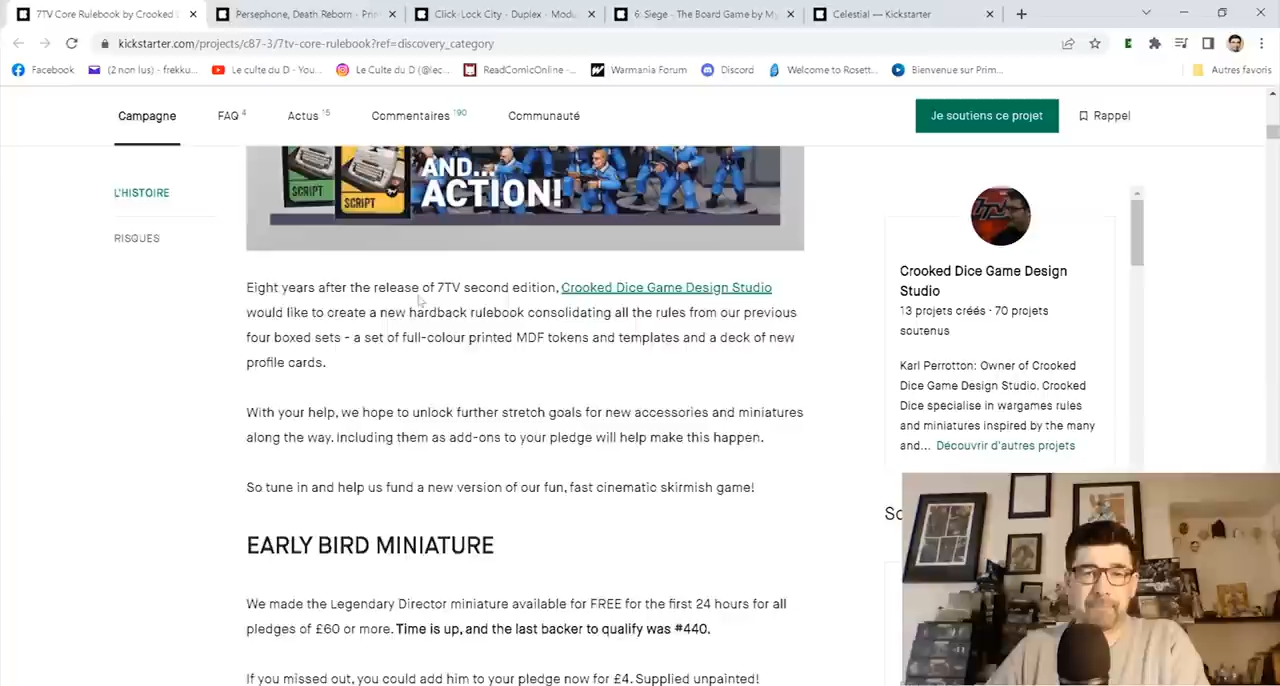 7TV Core Rulebook by Crooked
Persephone, Death Reborn - Pri
Click Lock City - Duplex - Modu
6: Siege - The Board Game by My
Celestial — Kickstarter
kickstarter.com/projects/c87-3/7tv-core-rulebook?ref=discovery_category
Facebook
(2 non lus) - frekku...
Le culte du D - You...
Le Culte du D (@lec...
ReadComicOnline -...
Warmania Forum
Discord
Welcome to Rosett...
Bienvenue sur Prim...
Autres favoris
Campagne
FAQ 4
Actus 15
Commentaires 190
Communauté
Je soutiens ce projet
Rappel
L'HISTOIRE
RISQUES
SCRIPT
SCRIPT
AND...
ACTION!
Eight years after the release of 7TV second edition, Crooked Dice Game Design Studio
would like to create a new hardback rulebook consolidating all the rules from our previous
four boxed sets - a set of full-colour printed MDF tokens and templates and a deck of new
profile cards.
With your help, we hope to unlock further stretch goals for new accessories and miniatures
along the way. Including them as add-ons to your pledge will help make this happen.
So tune in and help us fund a new version of our fun, fast cinematic skirmish game!
EARLY BIRD MINIATURE
We made the Legendary Director miniature available for FREE for the first 24 hours for all
pledges of £60 or more. Time is up, and the last backer to qualify was #440.
If you missed out, you could add him to your pledge now for £4. Supplied unpainted!
Crooked Dice Game Design
Studio
13 projets créés · 70 projets
soutenus
Karl Perrotton: Owner of Crooked
Dice Game Design Studio. Crooked
Dice specialise in wargames rules
and miniatures inspired by the many
and... Découvrir d'autres projets